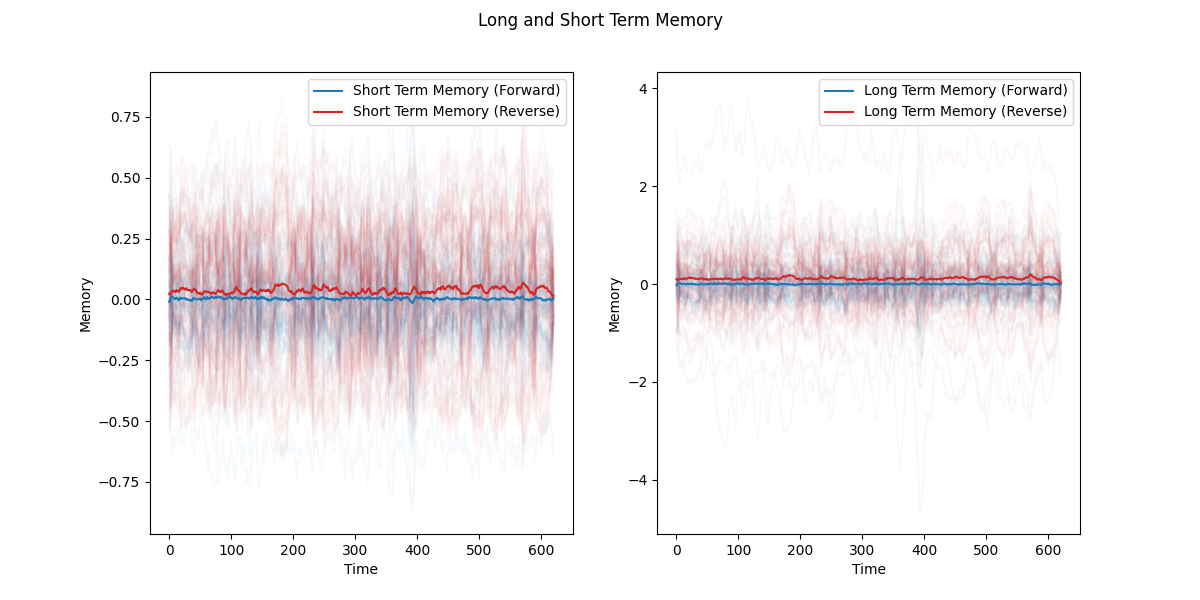 Long and Short Term Memory
Short Term Memory (Forward)
Short Term Memory (Reverse)
0.75
0.50
0.25
0.00
−0.25
−0.50
−0.75
Memory
0
100
200
300
400
500
600
Time
Long Term Memory (Forward)
Long Term Memory (Reverse)
4
2
0
−2
−4
Memory
0
100
200
300
400
500
600
Time